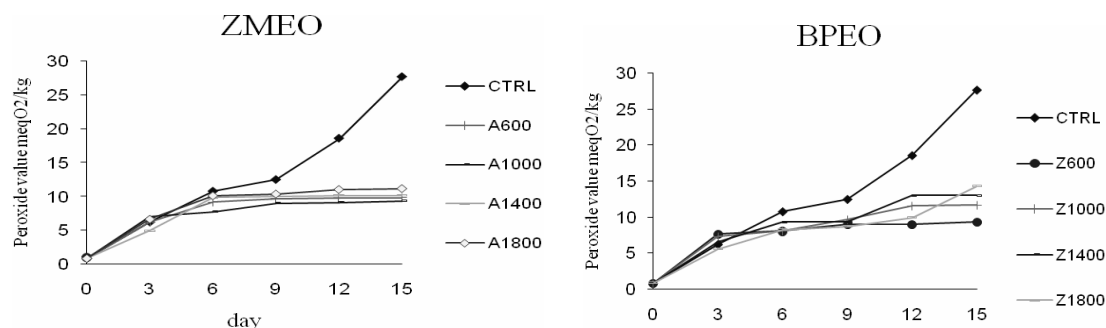 ZMEO
Peroxide value meqO2/kg
30
25
20
15
10
5
0
0 3 6 9 12 15
day
CTRL
A600
A1000
A1400
A1800
BPEO
Peroxide value meqO2/kg
30
25
20
15
10
5
0
0 3 6 9 12 15
CTRL
Z600
Z1000
Z1400
Z1800